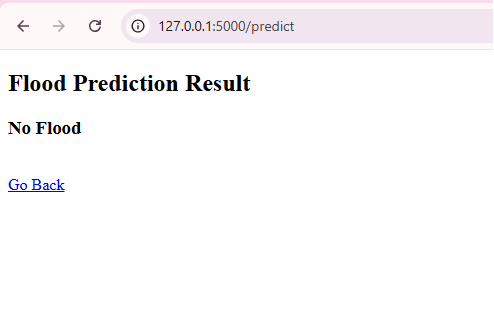 127.0.0.1:5000/predict
Flood Prediction Result
No Flood
Go Back